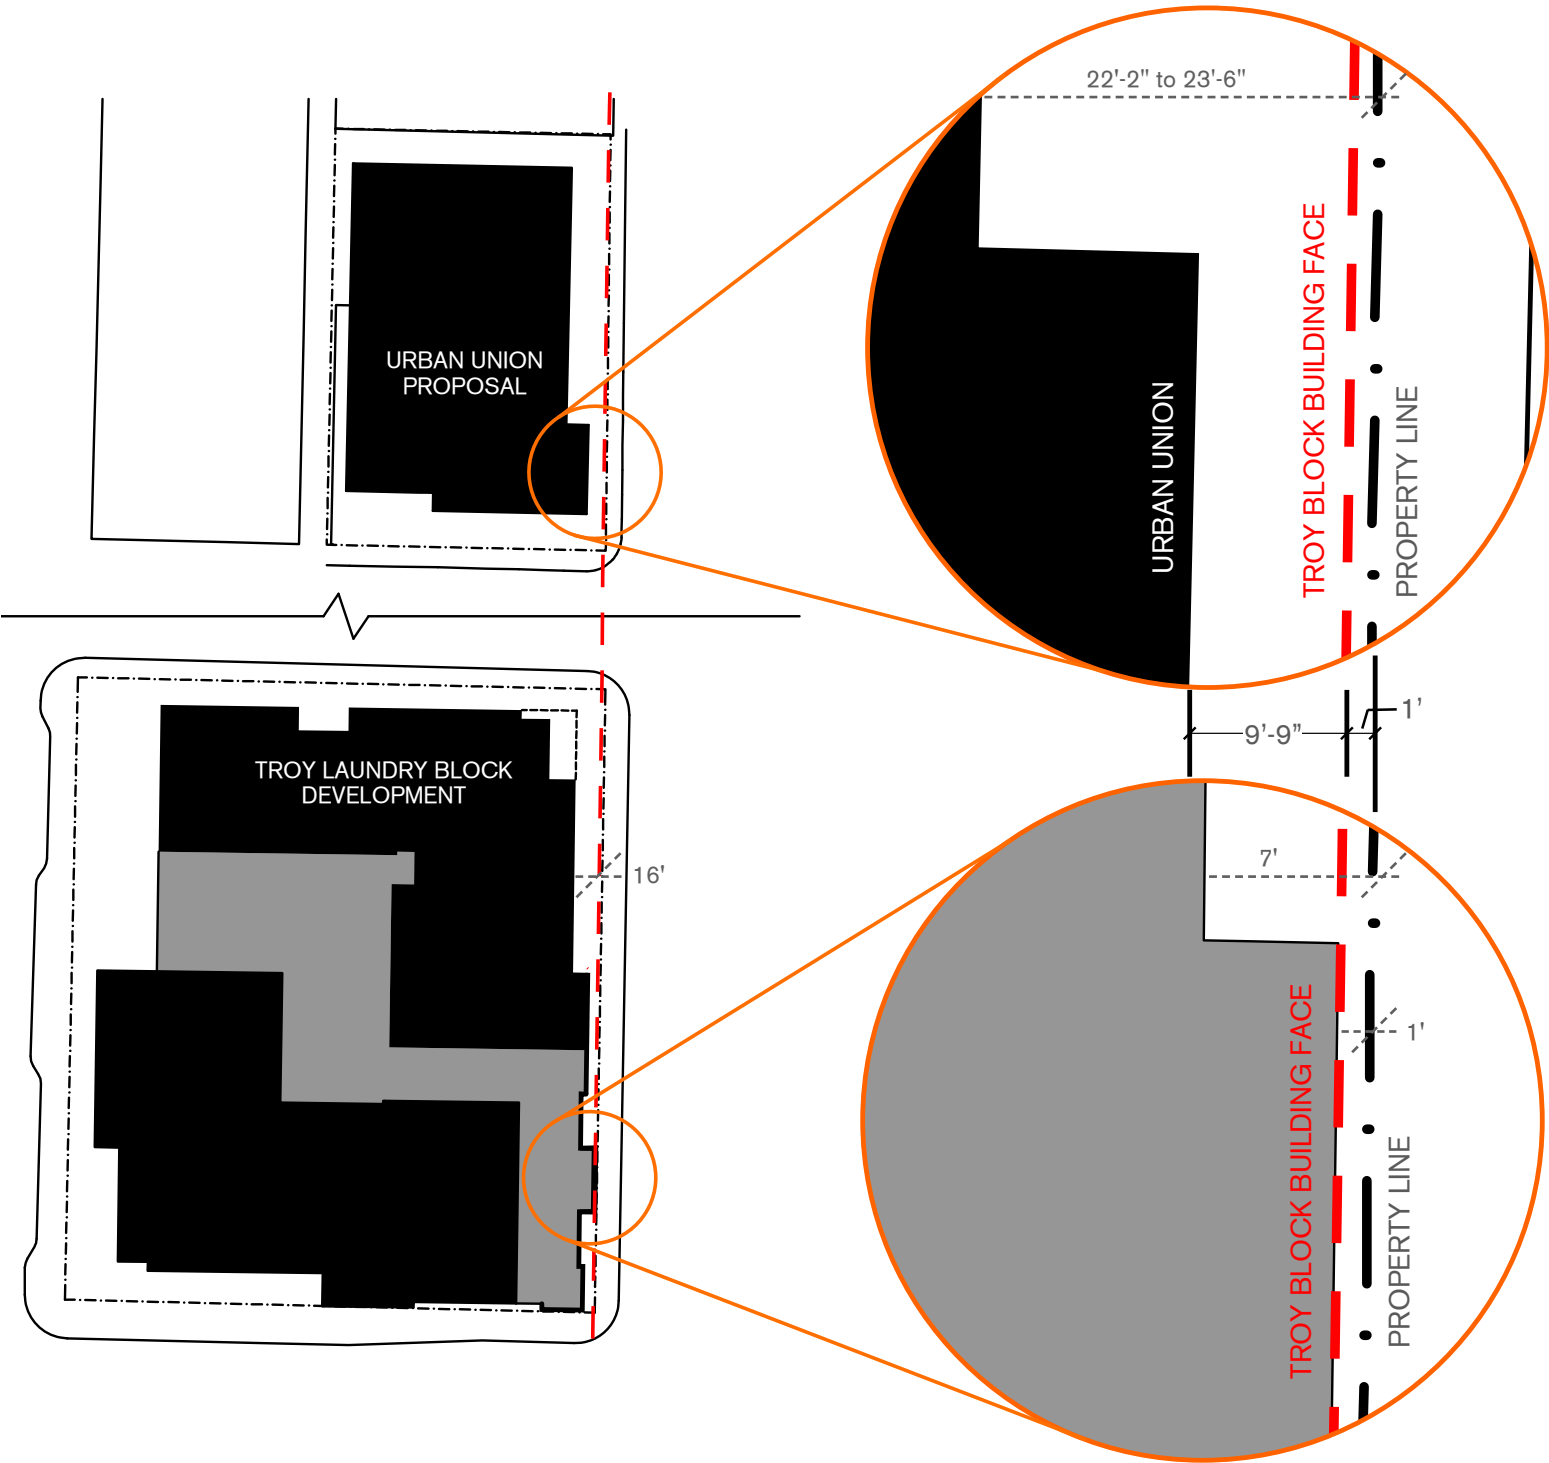 22'-2" to 23'-6"
TROY BLOCK BUILDING FACE
URBAN UNION
PROPERTY LINE
URBAN UNION
PROPOSAL
9'-9”
1'
TROY LAUNDRY BLOCK
DEVELOPMENT
16'
7'
1'
TROY BLOCK BUILDING FACE
PROPERTY LINE